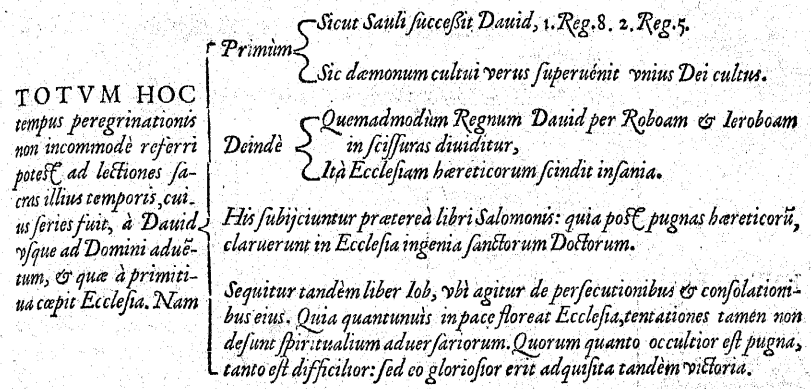 TOTVM HOC
tempus peregrinationis
non incommodè referri
potest ad lectiones sa-
cras illius temporis, cui-
us series fuit, à Dauid
vsque ad Domini aduē-
tum, & quæ à primiti-
ua cœpit Ecclesia. Nam
Primùm
Sicut Sauli successit Dauid, 1. Reg. 8. 2. Reg. 5.
Sic dæmonum cultui verus superuénit vnius Dei cultus.
Deindè
Quemadmodùm Regnum Dauid per Roboam & Ieroboam
in scissuras diuiditur,
Ità Ecclesiam hæreticorum scindit insania.
His subijciuntur prætereà libri Salomonis: quia post pugnas hæreticorū,
claruerunt in Ecclesia ingenia sanctorum Doctorum.
Sequitur tandèm liber Iob, vbì agitur de persecutionibus & consolationi-
bus eius. Quia quantunuìs in pace floreat Ecclesia, tentationes tamen non
desunt spiritualium aduersariorum. Quorum quanto occultior est pugna,
tanto est difficilior: sed eo gloriosior erit adquisita tandèm victoria.